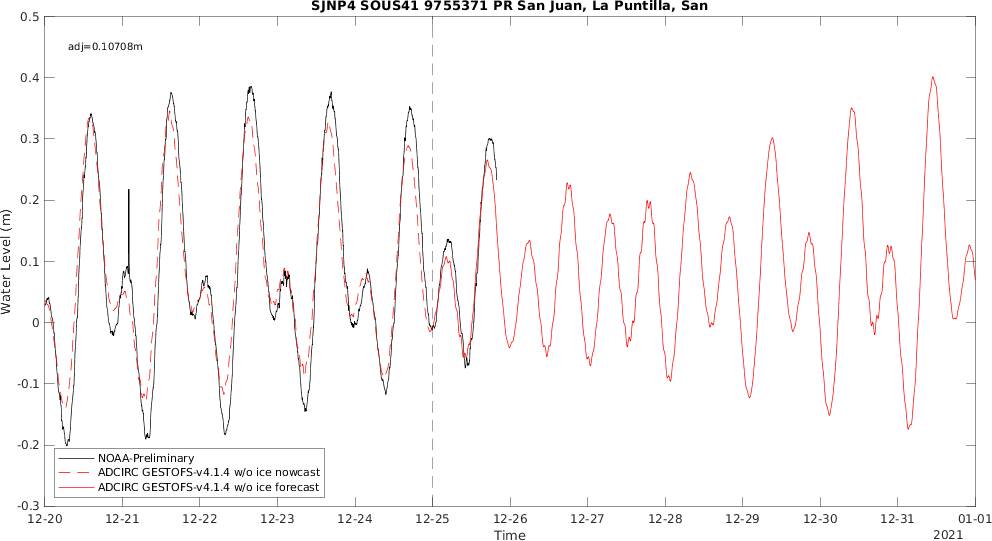 SJNP4 SOUS41 9755371 PR San Juan, La Puntilla, San
adj=0.10708m
0.5
0.4
0.3
0.2
0.1
0
-0.1
-0.2
-0.3
Water Level (m)
NOAA-Preliminary
ADCIRC GESTOFS-v4.1.4 w/o ice nowcast
ADCIRC GESTOFS-v4.1.4 w/o ice forecast
12-20 12-21 12-22 12-23 12-24 12-25 12-26 12-27 12-28 12-29 12-30 12-31 01-01
Time
2021